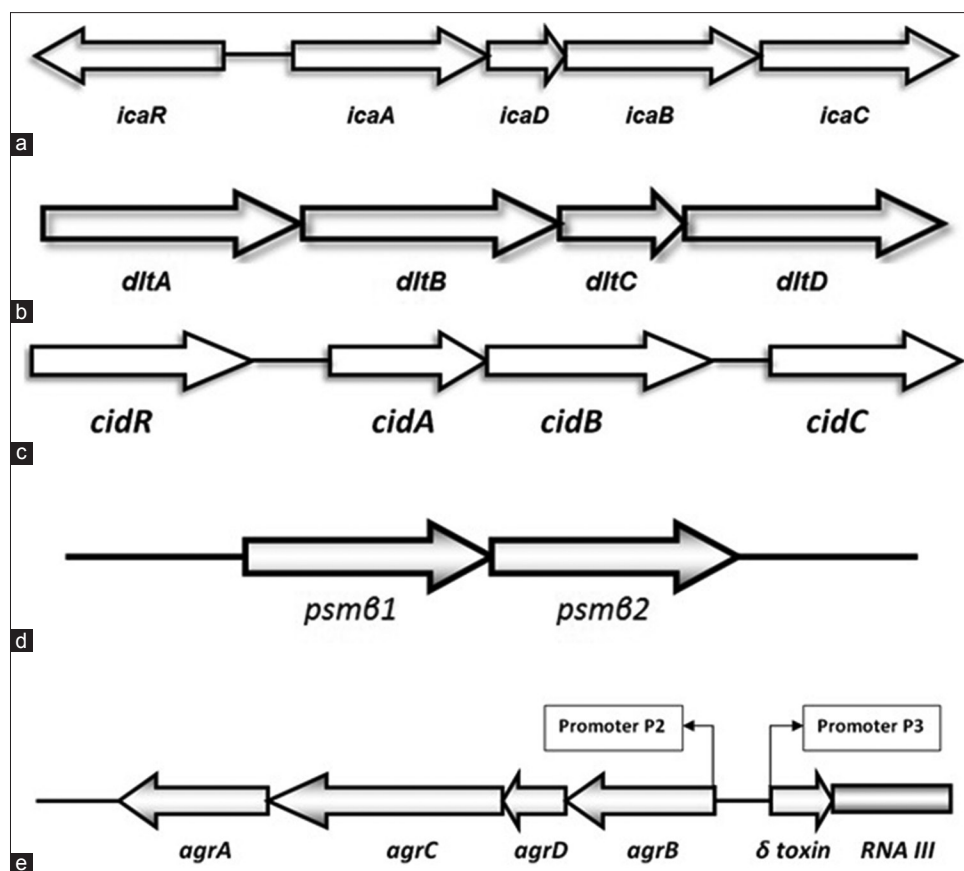 icaR icaA icaD icaB icaC
a
dltA dltB dltC dltD
b
cidR cidA cidB cidC
c
psmβ1 psmβ2
d
Promoter P2 Promoter P3
agrA agrC agrD agrB δ toxin RNA III
e